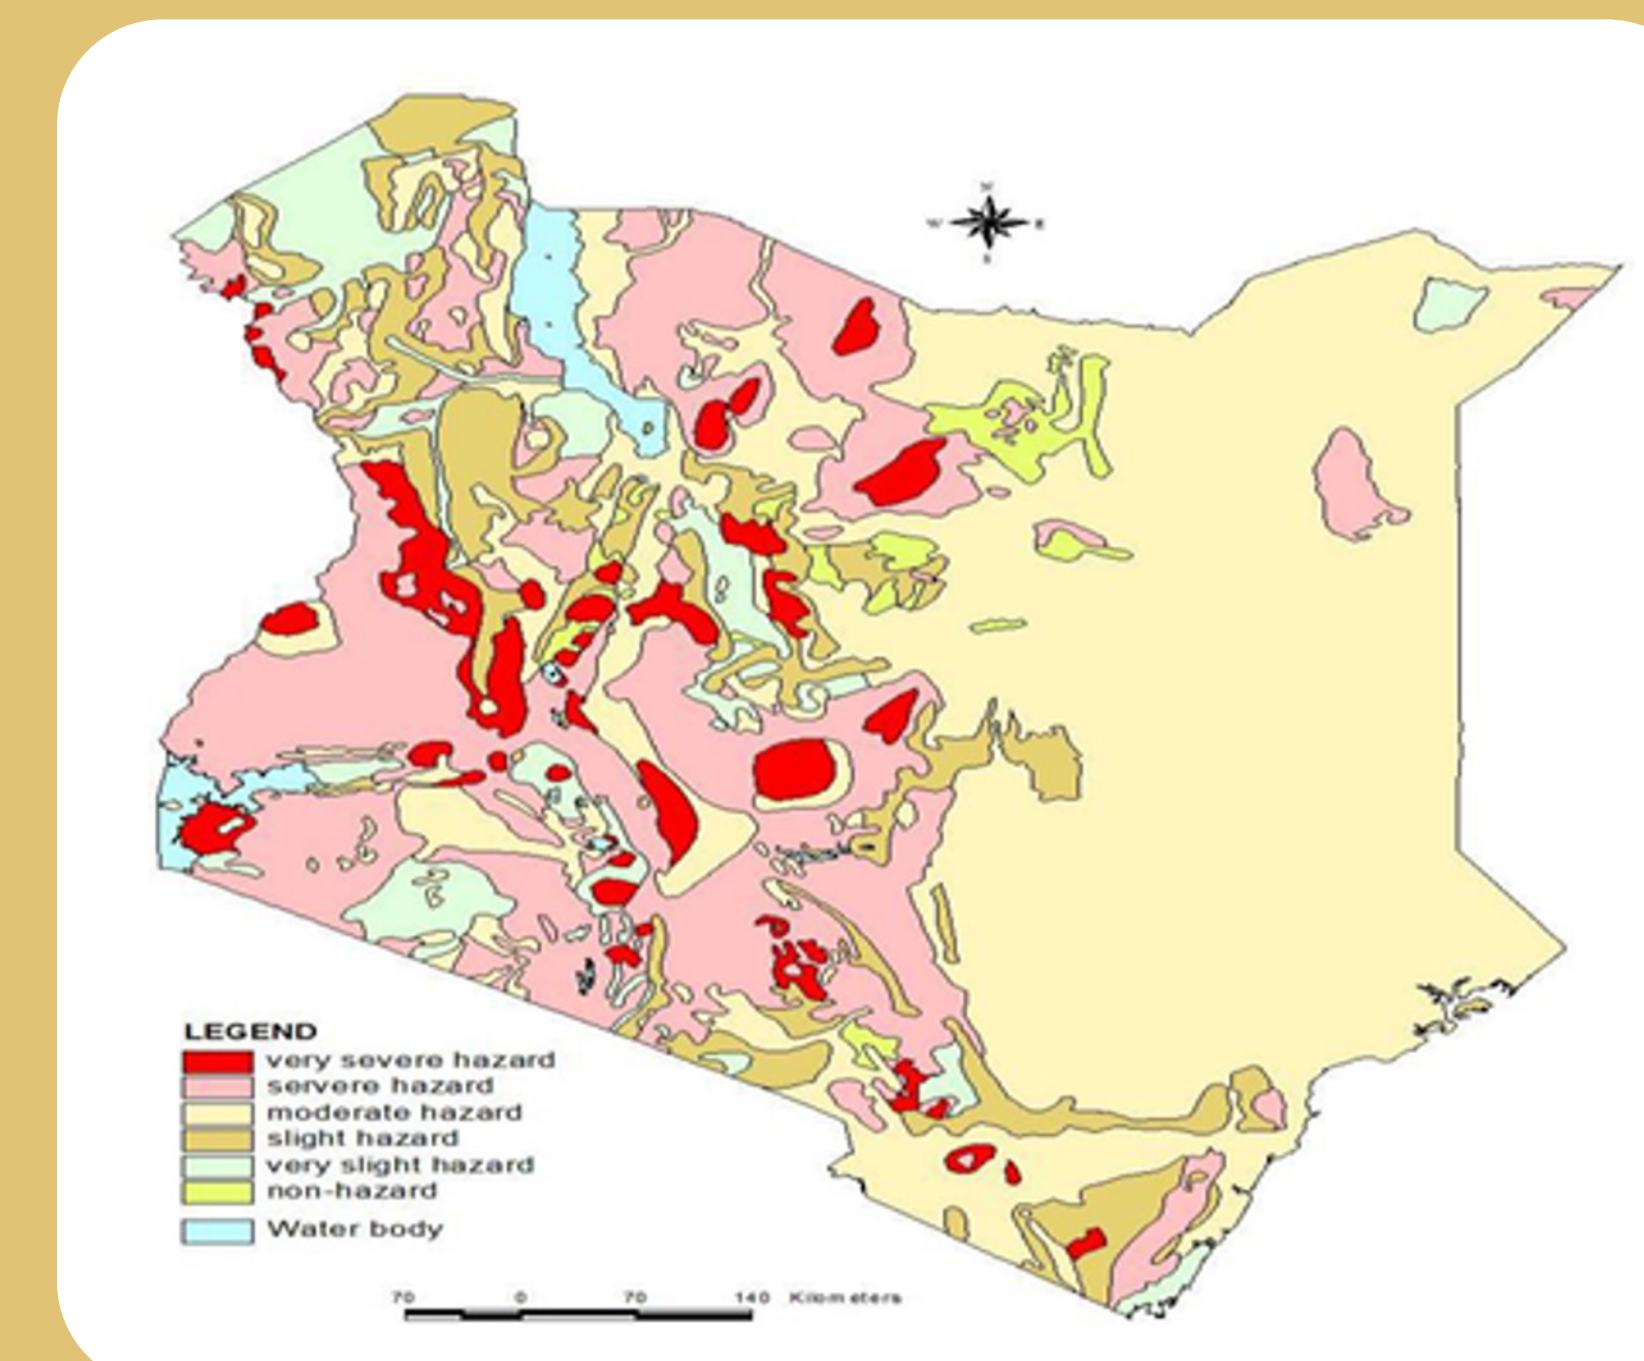 N
W E
S
LEGEND
very severe hazard
servere hazard
moderate hazard
slight hazard
very slight hazard
non-hazard
Water body
70 0 70 140 Kilometers